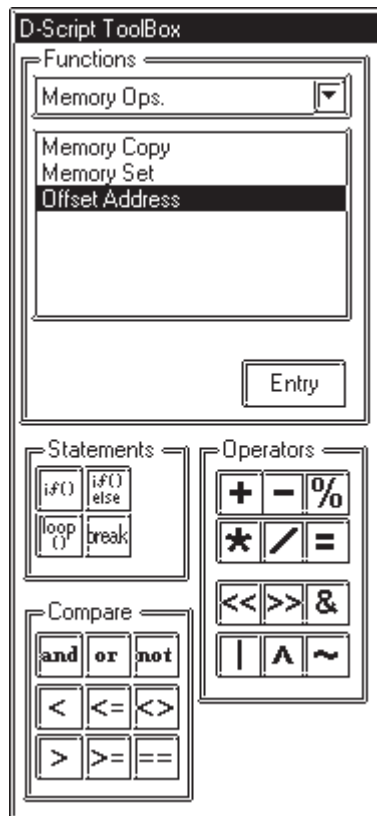 D-Script ToolBox
Functions
Memory Ops.
Memory Copy
Memory Set
Offset Address
Entry
Statements
if()
if() else
loop ()
break
Operators
+ - %
* / =
<< >> &
| ^ ~
Compare
and or not
< <= <>
> >= ==